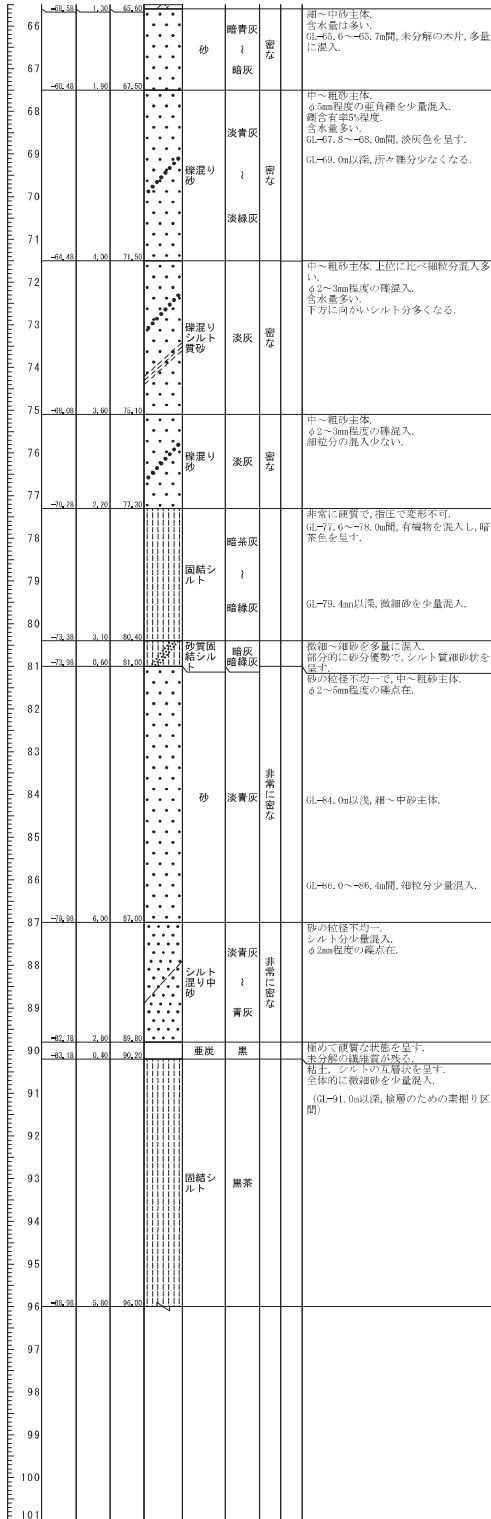 -58.58 1.30 65.60
66
67
砂
暗青灰
~
暗灰
密な
細~中砂主体.
含水量は多い.
GL-65.6~-65.7m間, 未分解の木片, 多量
に混入.
-60.48 1.90 67.50
68
69
70
71
礫混り
砂
淡青灰
~
淡緑灰
密な
中~粗砂主体.
φ5mm程度の亜角礫を少量混入.
礫含有率5%程度.
含水量多い.
GL-67.8~-68.0m間, 淡灰色を呈す.
GL-69.0m以深, 所々礫分少なくなる.
-64.48 4.00 71.50
72
73
74
75
礫混り
シルト
質砂
淡灰
密な
中~粗砂主体. 上位に比べ細粒分混入多
い.
φ2~3mm程度の礫混入.
含水量多い.
下方に向かいシルト分多くなる.
-68.08 3.60 75.10
76
77
礫混り
砂
淡灰
密な
中~粗砂主体.
φ2~3mm程度の礫混入.
細粒分の混入少ない.
-70.28 2.20 77.30
78
79
80
固結シ
ルト
暗茶灰
~
暗緑灰
非常に硬質で, 指圧で変形不可.
GL-77.6~-78.0m間, 有機物を混入し, 暗
茶色を呈す.
GL-79.4mm以深, 微細砂を少量混入.
-73.38 3.10 80.40
砂質固
結シル
ト
暗灰
暗緑灰
微細~細砂を多量に混入.
部分的に砂分優勢で, シルト質細砂状を
呈す.
81
-73.98 0.60 81.00
82
83
84
85
86
砂
淡青灰
非常に密な
砂の粒径不均一で, 中~粗砂主体.
φ2~5mm程度の礫点在.
GL-84.0m以浅, 細~中砂主体.
GL-86.0~-86.4m間, 細粒分少量混入.
87
-79.98 6.00 87.00
88
89
シルト
混り中
砂
淡青灰
~
青灰
非常に密な
砂の粒径不均一.
シルト分少量混入.
φ2mm程度の礫点在.
-82.78 2.80 89.80
90
亜炭
黒
極めて硬質な状態を呈す.
未分解の繊維質が残る.
-83.18 0.40 90.20
91
92
93
94
95
固結シ
ルト
黒茶
粘土, シルトの互層状を呈す.
全体的に微細砂を少量混入.
(GL-91.0m以深, 検層のための素掘り区
間)
96
-88.98 5.80 96.00
97
98
99
100
101